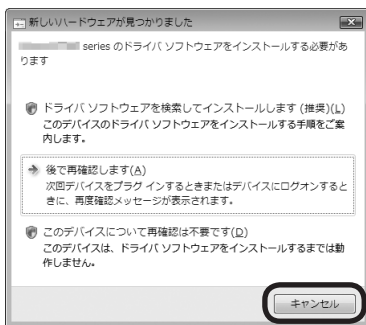 新しいハードウェアが見つかりました
series のドライバ ソフトウェアをインストールする必要があ
ります
ドライバ ソフトウェアを検索してインストールします (推奨)(L)
このデバイスのドライバ ソフトウェアをインストールする手順をご案
内します。
後で再確認します(A)
次回デバイスをプラグ インするときまたはデバイスにログオンすると
きに、再度確認メッセージが表示されます。
このデバイスについて再確認は不要です(D)
このデバイスは、ドライバ ソフトウェアをインストールするまでは動
作しません。
キャンセル